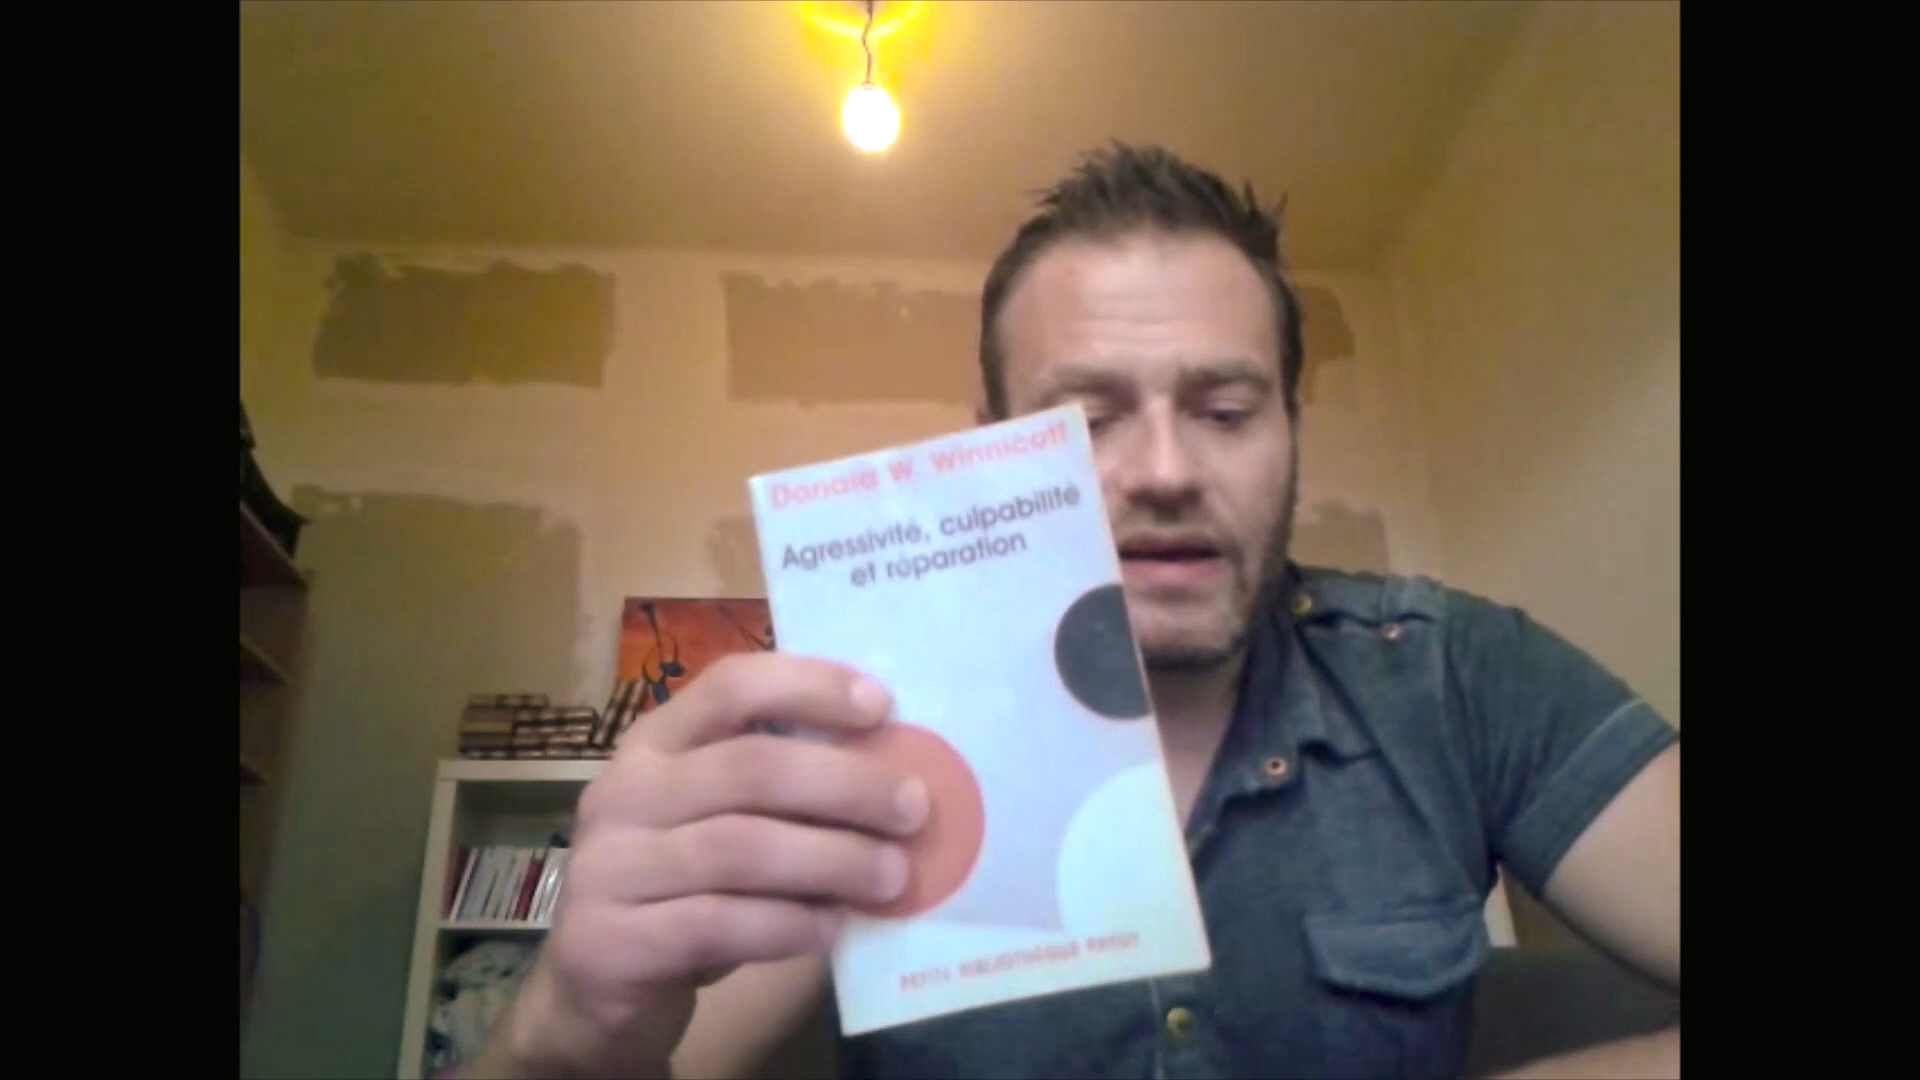 Donald W. Winnicott
Agressivité, culpabilité
et réparation
PETITE BIBLIOTHÈQUE PAYOT